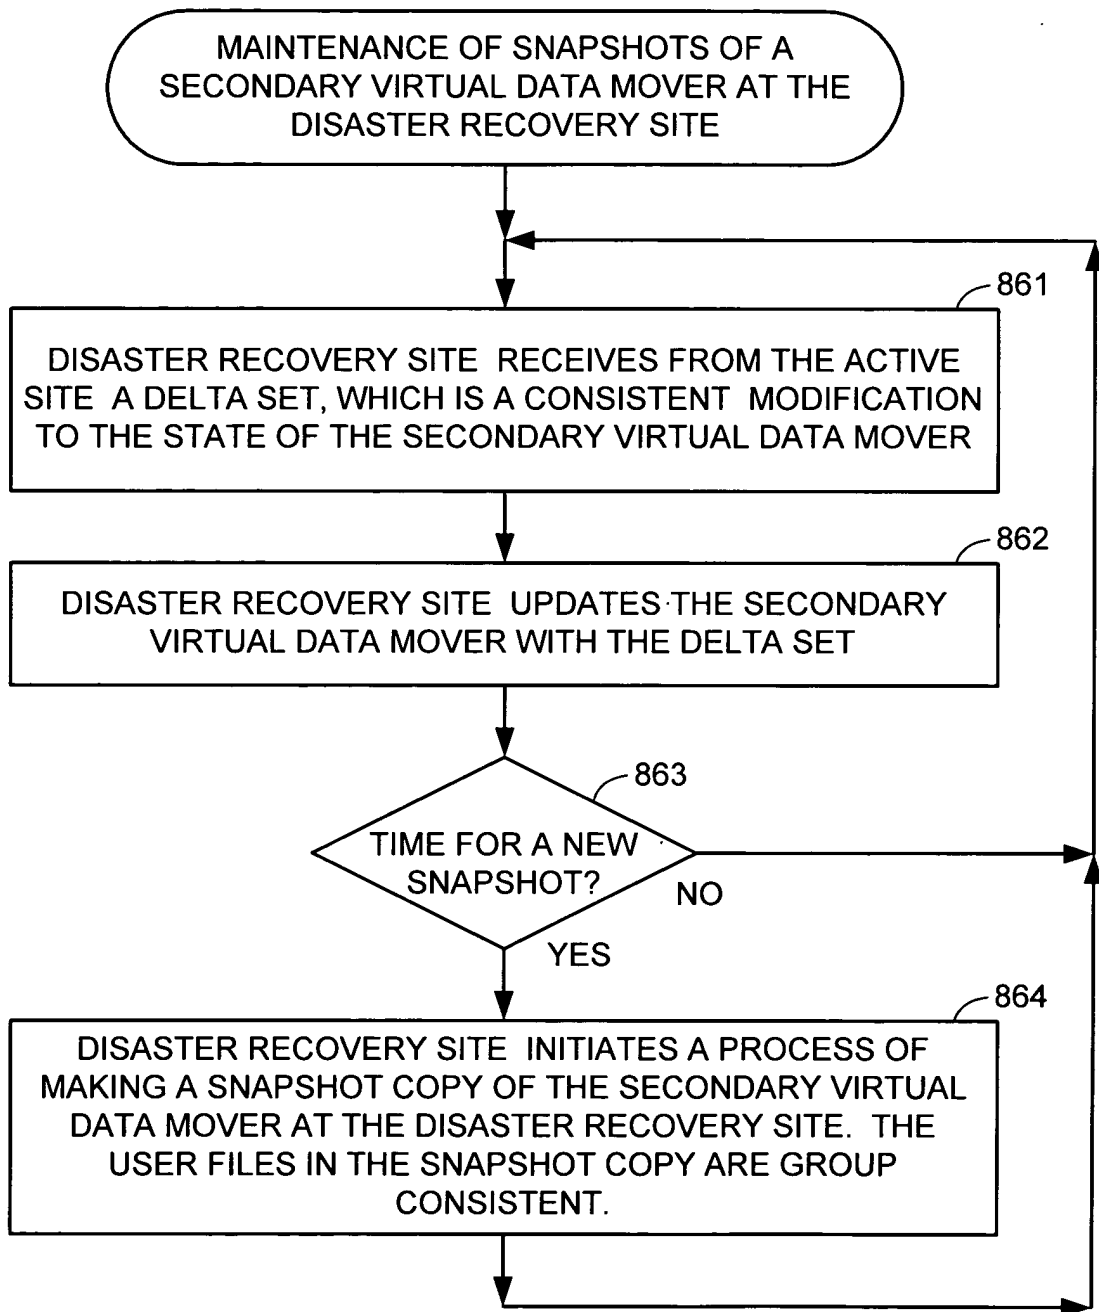 MAINTENANCE OF SNAPSHOTS OF A
SECONDARY VIRTUAL DATA MOVER AT THE
DISASTER RECOVERY SITE
861
DISASTER RECOVERY SITE RECEIVES FROM THE ACTIVE
SITE A DELTA SET, WHICH IS A CONSISTENT MODIFICATION
TO THE STATE OF THE SECONDARY VIRTUAL DATA MOVER
862
DISASTER RECOVERY SITE UPDATES THE SECONDARY
VIRTUAL DATA MOVER WITH THE DELTA SET
863
TIME FOR A NEW
SNAPSHOT?
NO
YES
864
DISASTER RECOVERY SITE INITIATES A PROCESS OF
MAKING A SNAPSHOT COPY OF THE SECONDARY VIRTUAL
DATA MOVER AT THE DISASTER RECOVERY SITE. THE
USER FILES IN THE SNAPSHOT COPY ARE GROUP
CONSISTENT.